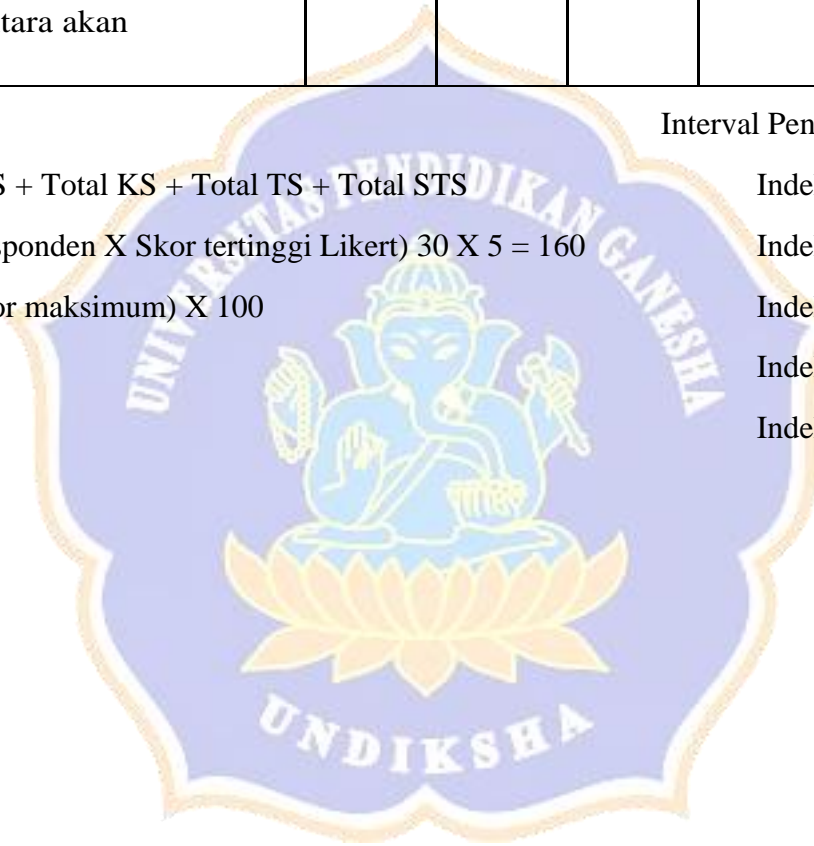 tara akan
Interval Pen
S + Total KS + Total TS + Total STS
Inde
sponden X Skor tertinggi Likert) 30 X 5 = 160
Inde
or maksimum) X 100
Inde
Inde
Inde
UNIVERSITAS PENDIDIKAN GANESHA
UNDIKSHA